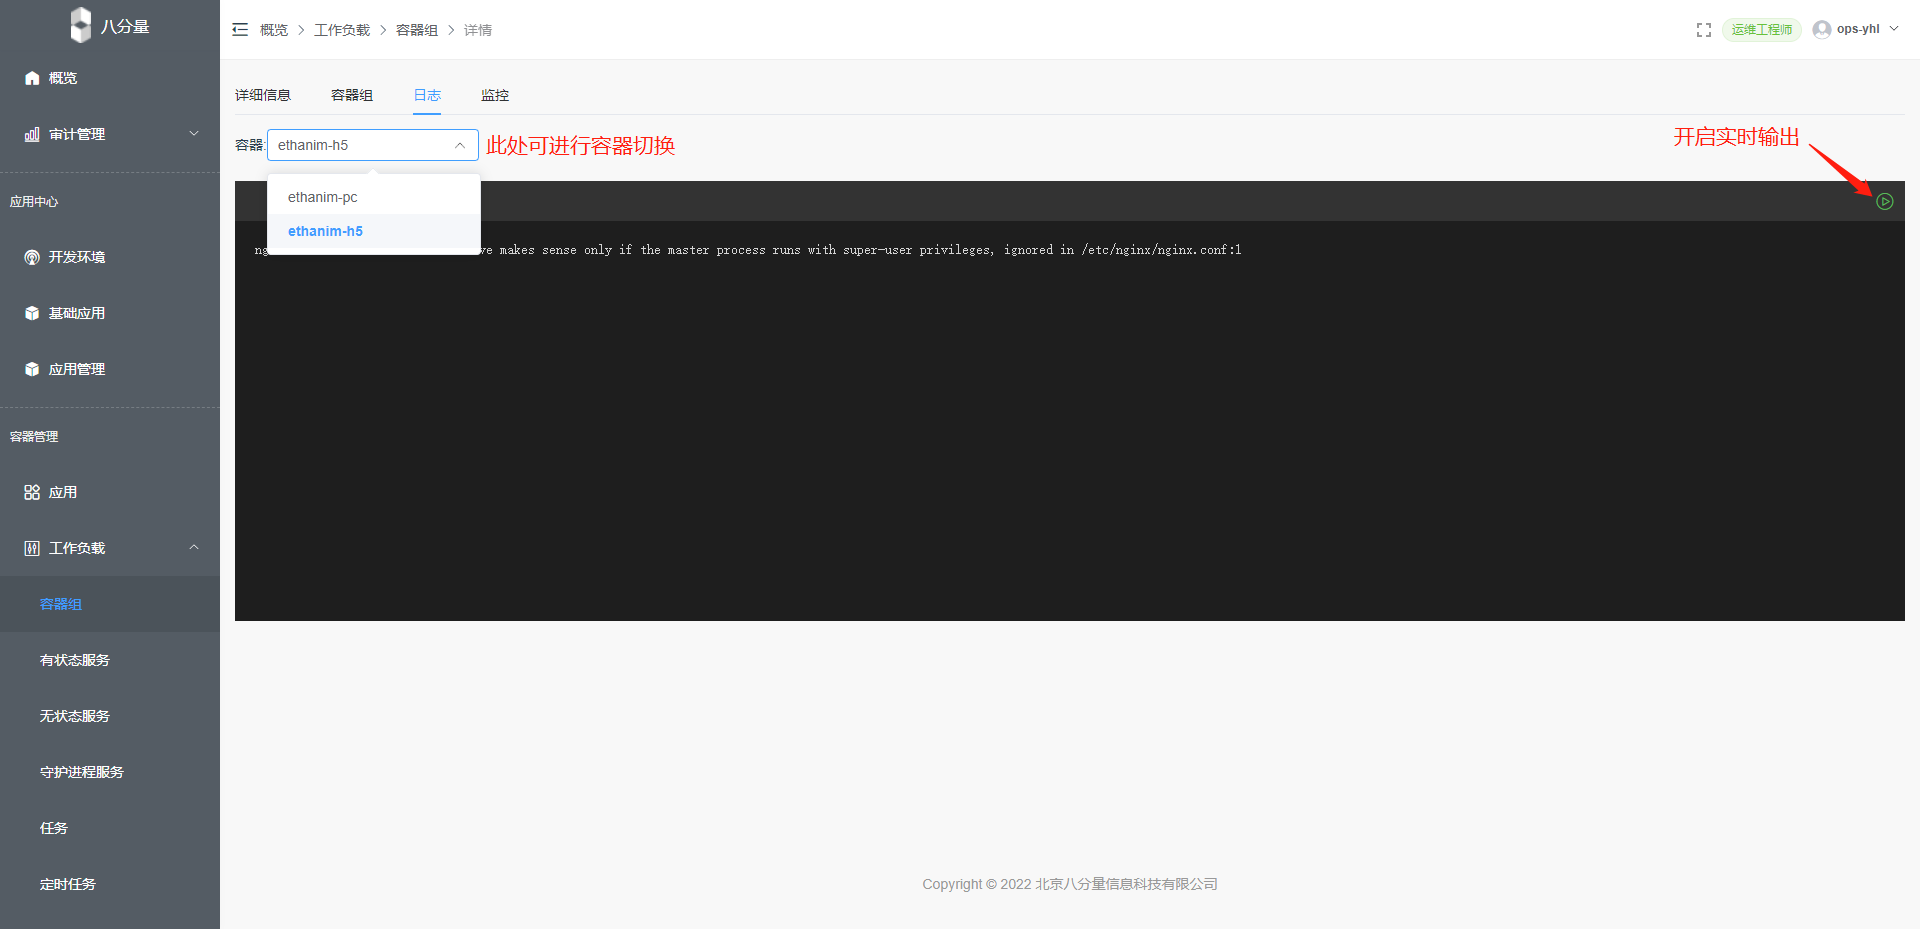 八分量
概览
审计管理
应用中心
开发环境
基础应用
应用管理
容器管理
应用
工作负载
容器组
有状态服务
无状态服务
守护进程服务
任务
定时任务
概览 > 工作负载 > 容器组 > 详情
运维工程师
ops-yhl
详细信息
容器组
日志
监控
容器:
ethanim-h5
此处可进行容器切换
开启实时输出
ethanim-pc
ethanim-h5
makes sense only if the master process runs with super-user privileges, ignored in /etc/nginx/nginx.conf:1
Copyright © 2022 北京八分量信息科技有限公司